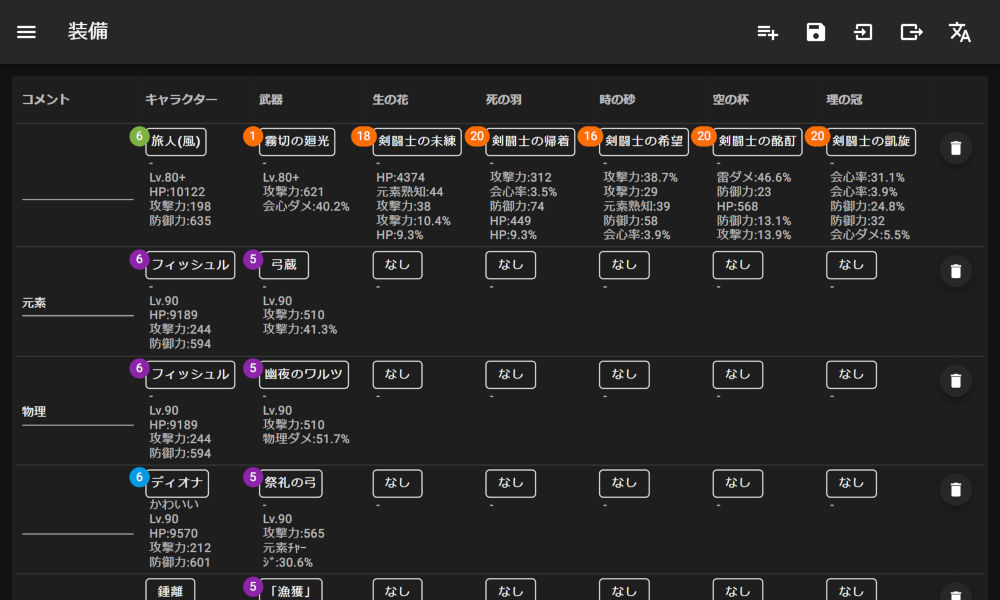 装備
コメント キャラクター 武器 生の花 死の羽 時の砂 空の杯 理の冠
6 旅人(風) 1 霧切の廻光 18 剣闘士の未練 20 剣闘士の帰着 16 剣闘士の希望 20 剣闘士の酩酊 20 剣闘士の凱旋
- - - - - - -
Lv.80+ Lv.80+ HP:4374 攻撃力:312 攻撃力:38.7% 雷ダメ:46.6% 会心率:31.1%
HP:10122 攻撃力:621 元素熟知:44 会心率:3.5% 攻撃力:29 防御力:23 会心率:3.9%
攻撃力:198 会心ダメ:40.2% 攻撃力:38 防御力:74 元素熟知:39 HP:568 防御力:24.8%
防御力:635 攻撃力:10.4% HP:449 防御力:58 防御力:13.1% 防御力:32
HP:9.3% HP:9.3% 会心率:3.9% 攻撃力:13.9% 会心ダメ:5.5%
6 フィッシュル 5 弓蔵 なし なし なし なし なし
- - - - - - -
元素 Lv.90 Lv.90
HP:9189 攻撃力:510
攻撃力:244 攻撃力:41.3%
防御力:594
6 フィッシュル 5 幽夜のワルツ なし なし なし なし なし
- - - - - - -
物理 Lv.90 Lv.90
HP:9189 攻撃力:510
攻撃力:244 物理ダメ:51.7%
防御力:594
6 ディオナ 5 祭礼の弓 なし なし なし なし なし
かわいい - - - - - -
Lv.90 Lv.90
HP:9570 攻撃力:565
攻撃力:212 元素ﾁｬｰ
防御力:601 ｼﾞ:30.6%
鍾離 5 「漁獲」 なし なし なし なし なし